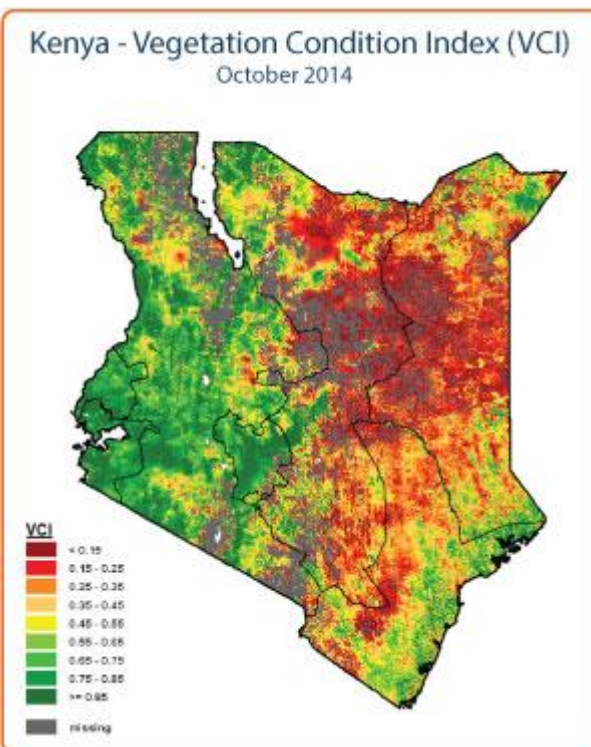 Kenya - Vegetation Condition Index (VCI)
October 2014
VCI
< 0.15
0.15 - 0.25
0.25 - 0.35
0.35 - 0.45
0.45 - 0.55
0.55 - 0.65
0.65 - 0.75
0.75 - 0.85
>= 0.85
missing